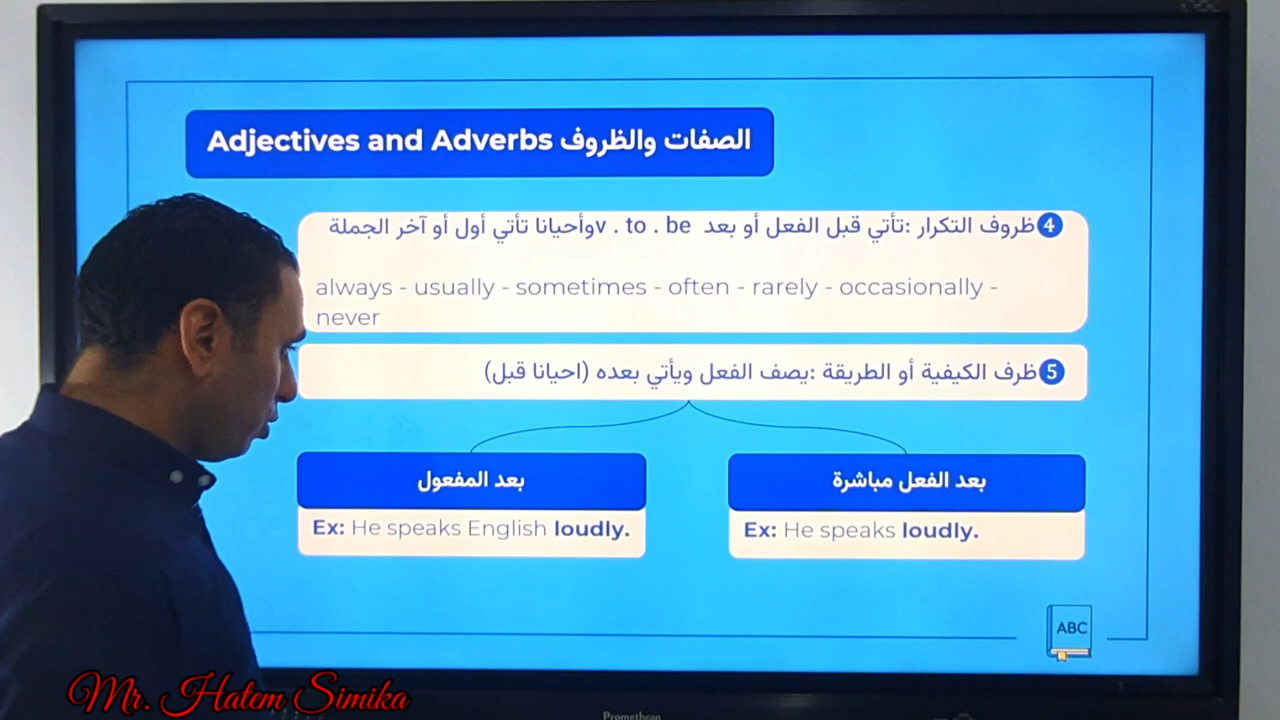 Adjectives and Adverbs الصفات والظروف
4 ظروف التكرار :تأتي قبل الفعل أو بعد v . to . be وأحيانا تأتي أول أو آخر الجملة
always - usually - sometimes - often - rarely - occasionally -
never
5 ظرف الكيفية أو الطريقة :يصف الفعل ويأتي بعده (احيانا قبل)
بعد الفعل مباشرة
Ex: He speaks loudly.
بعد المفعول
Ex: He speaks English loudly.
ABC
Mr. Hatem Simika
Promethean